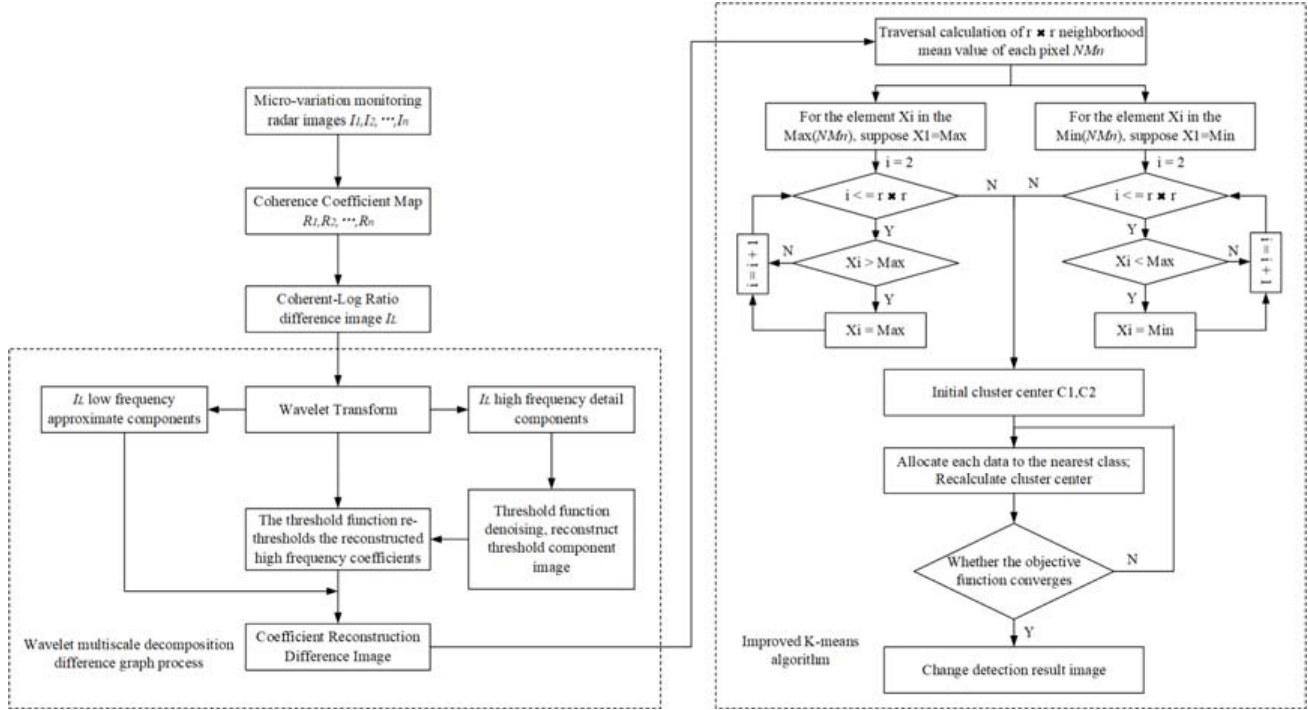 Micro-variation monitoring
radar images I1,I2, ···,In
Coherence Coefficient Map
R1,R2, ···,Rn
Coherent-Log Ratio
difference image IL
IL low frequency
approximate components
Wavelet Transform
IL high frequency detail
components
The threshold function re-
thresholds the reconstructed
high frequency coefficients
Threshold function
denoising, reconstruct
threshold component
image
Wavelet multiscale decomposition
difference graph process
Coefficient Reconstruction
Difference Image
Traversal calculation of r ✖ r neighborhood
mean value of each pixel NMn
For the element Xi in the
Max(NMn), suppose X1=Max
For the element Xi in the
Min(NMn), suppose X1=Min
i = 2
i = 2
i < = r ✖ r
N
N
i < = r ✖ r
Y
Y
i = i + 1
N
Xi > Max
Xi < Max
N
i = i + 1
Y
Y
Xi = Max
Xi = Min
Initial cluster center C1,C2
Allocate each data to the nearest class;
Recalculate cluster center
Whether the objective
function converges
N
Y
Improved K-means
algorithm
Change detection result image